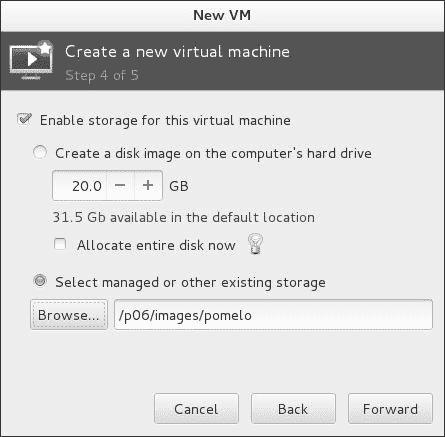 New VM
Create a new virtual machine
Step 4 of 5
Enable storage for this virtual machine
Create a disk image on the computer's hard drive
20.0 − + GB
31.5 Gb available in the default location
Allocate entire disk now
Select managed or other existing storage
Browse... /p06/images/pomelo
Cancel Back Forward